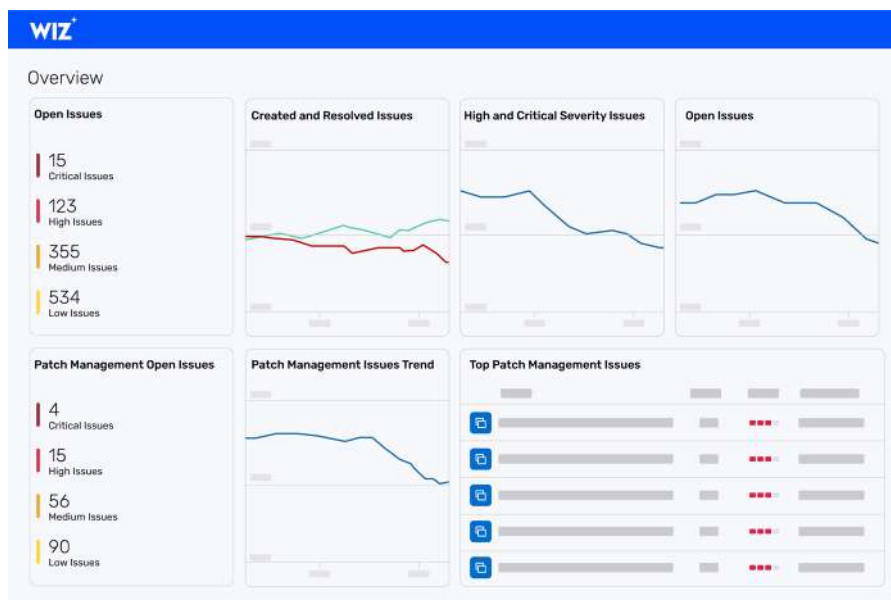 WIZ+
Overview
Open Issues
15
Critical Issues
123
High Issues
355
Medium Issues
534
Low Issues
Created and Resolved Issues
High and Critical Severity Issues
Open Issues
Patch Management Open Issues
4
Critical Issues
15
High Issues
56
Medium Issues
90
Low Issues
Patch Management Issues Trend
Top Patch Management Issues